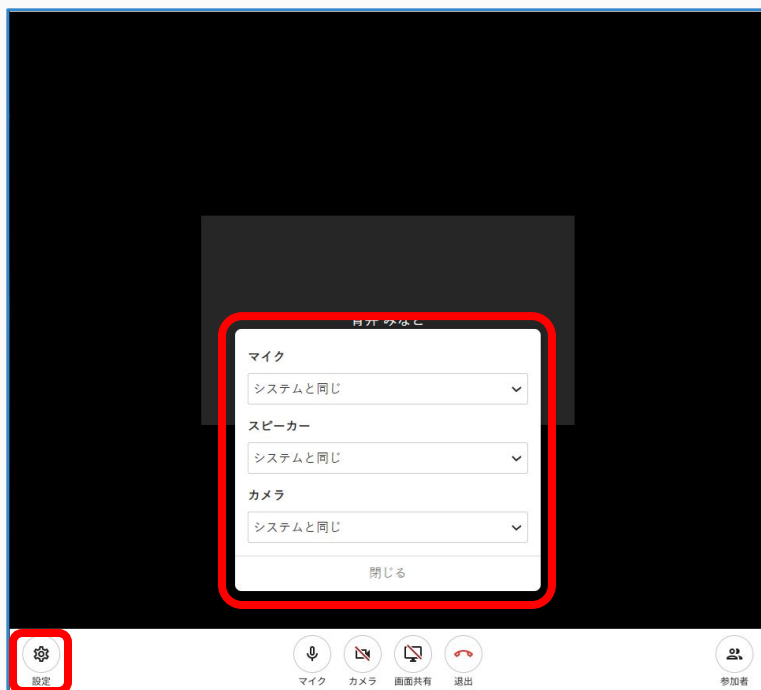 マイク
システムと同じ
スピーカー
システムと同じ
カメラ
システムと同じ
閉じる
設定
マイク
カメラ
画面共有
退出
参加者